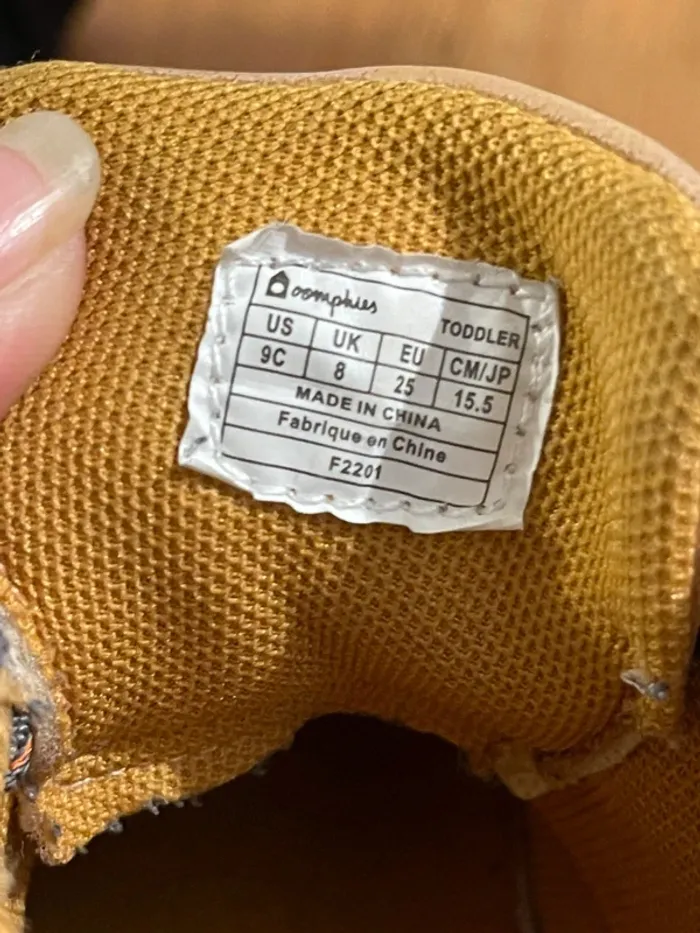 oomphies
TODDLER
US UK EU CM/JP
9C 8 25 15.5
MADE IN CHINA
Fabrique en Chine
F2201